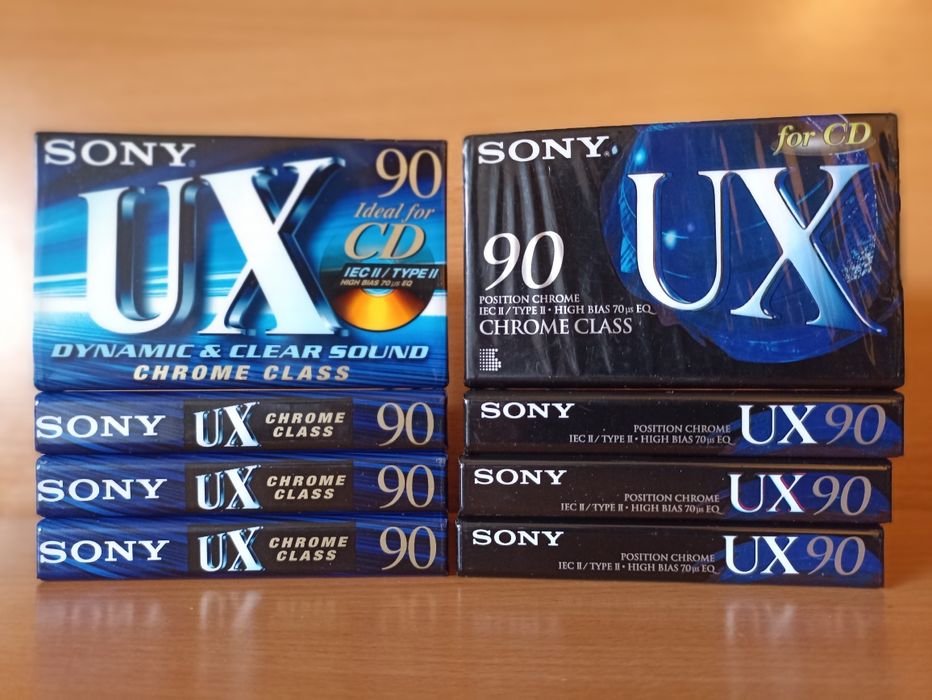 SONY
90
UX
Ideal for
CD
IEC II / TYPE II
HIGH BIAS 70 µs EQ
DYNAMIC & CLEAR SOUND
CHROME CLASS
SONY UX CHROME CLASS 90
SONY UX CHROME CLASS 90
SONY UX CHROME CLASS 90
SONY
for CD
UX
90
POSITION CHROME
IEC II / TYPE II • HIGH BIAS 70 µs EQ
CHROME CLASS
SONY
POSITION CHROME
IEC II / TYPE II • HIGH BIAS 70 µs EQ
UX 90
SONY
POSITION CHROME
IEC II / TYPE II • HIGH BIAS 70 µs EQ
UX 90
SONY
POSITION CHROME
IEC II / TYPE II • HIGH BIAS 70 µs EQ
UX 90